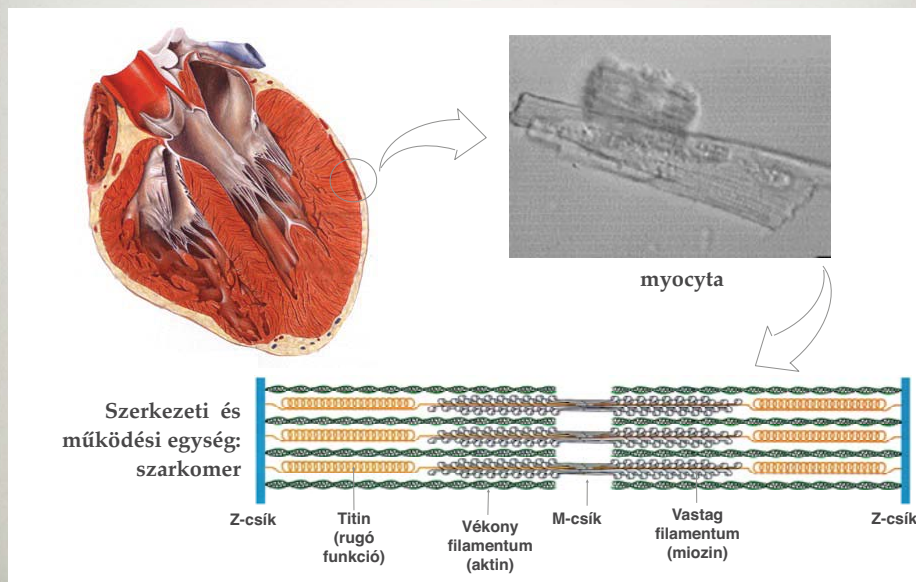 myocyta
Szerkezeti és
működési egység:
szarkomer
Z-csík
Titin
(rugó
funkció)
Vékony
filamentum
(aktin)
M-csík
Vastag
filamentum
(miozin)
Z-csík